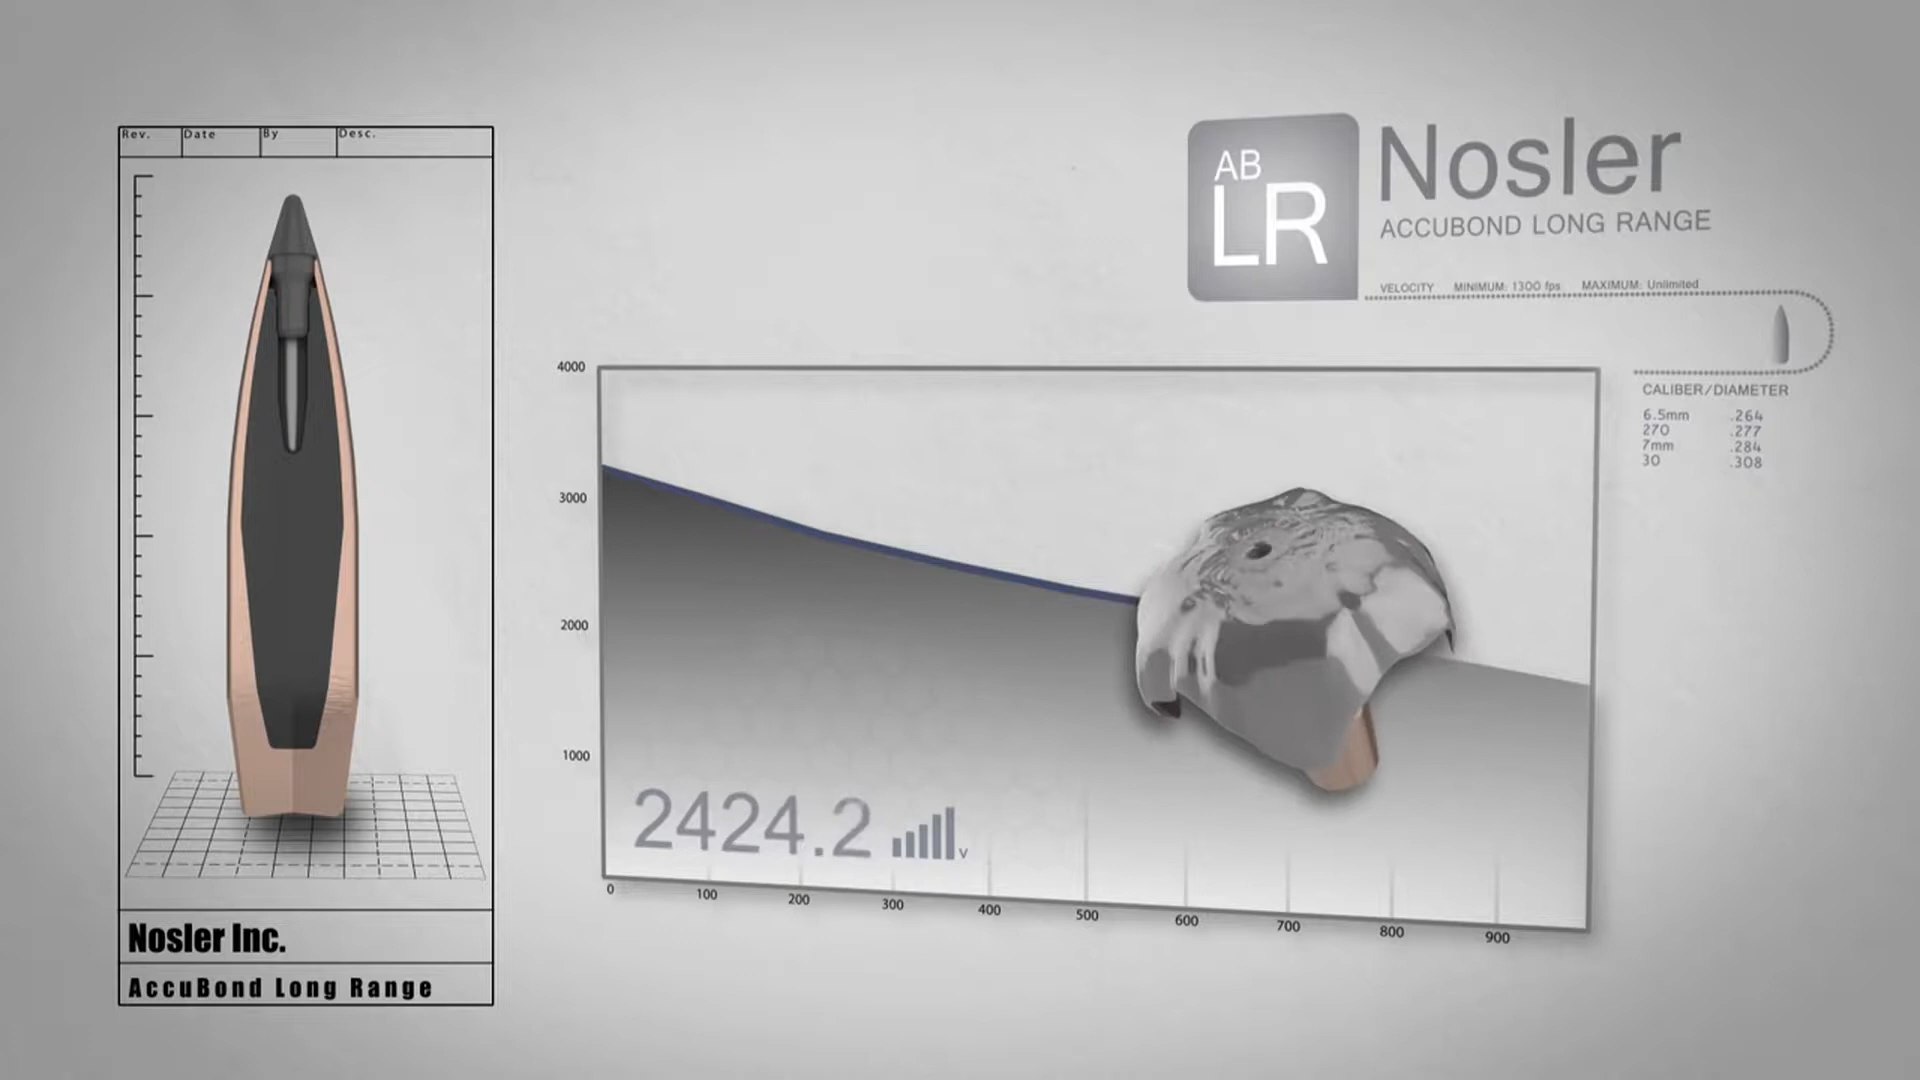 Rev. Date By Desc.
Nosler Inc.
AccuBond Long Range
AB
LR
Nosler
ACCUBOND LONG RANGE
VELOCITY MINIMUM: 1300 fps MAXIMUM: Unlimited
CALIBER/DIAMETER
6.5mm .264
270 .277
7mm .284
30 .308
4000
3000
2000
1000
2424.2 v
0 100 200 300 400 500 600 700 800 900